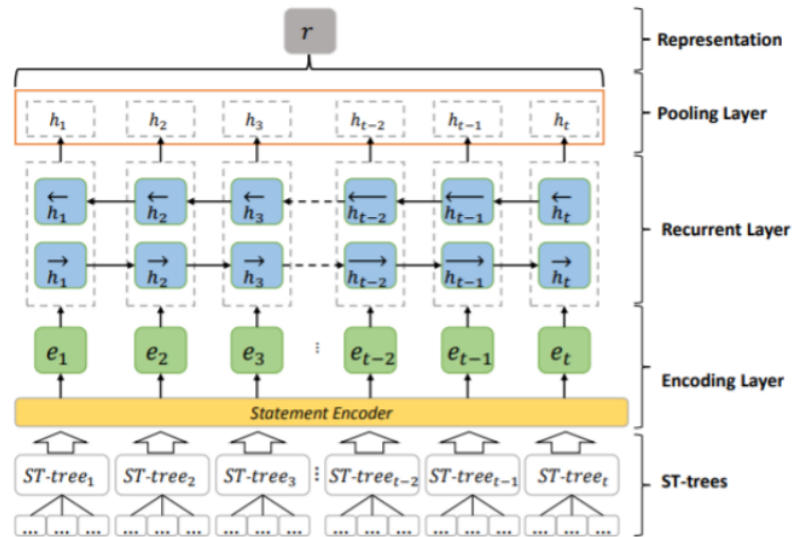 r
Representation
h₁ h₂ h₃ hₜ₋₂ hₜ₋₁ hₜ
Pooling Layer
←h₁ ←h₂ ←h₃ ←hₜ₋₂ ←hₜ₋₁ ←hₜ
Recurrent Layer
→h₁ →h₂ →h₃ →hₜ₋₂ →hₜ₋₁ →hₜ
e₁ e₂ e₃ ⋮ eₜ₋₂ eₜ₋₁ eₜ
Encoding Layer
Statement Encoder
ST-tree₁ ST-tree₂ ST-tree₃ ⋮ ST-treeₜ₋₂ ST-treeₜ₋₁ ST-treeₜ
ST-trees
... ... ... ... ... ... ... ... ... ... ... ... ... ... ... ... ... ...